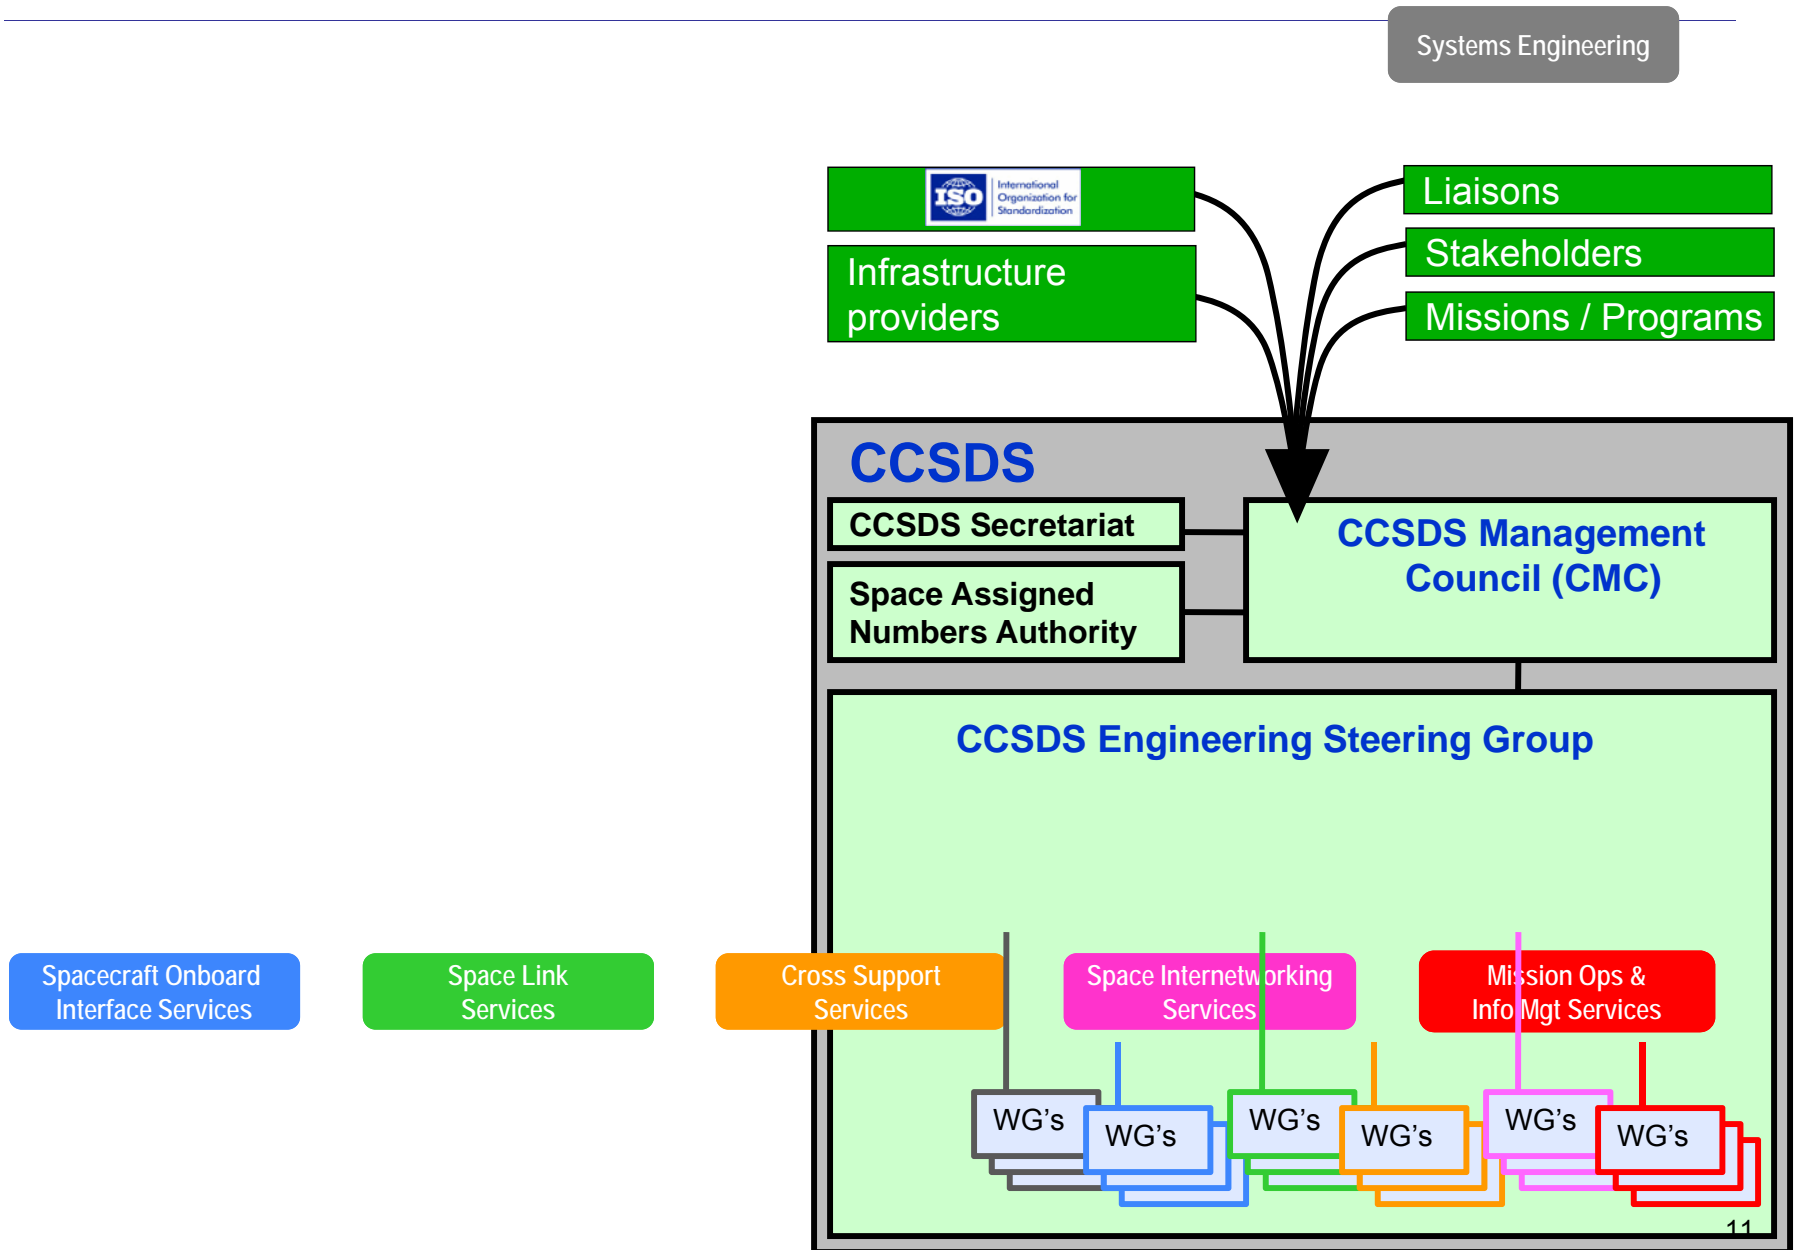 Systems Engineering
ISO
International
Organization for
Standardization
Infrastructure
providers
Liaisons
Stakeholders
Missions / Programs
CCSDS
CCSDS Secretariat
Space Assigned
Numbers Authority
CCSDS Management
Council (CMC)
CCSDS Engineering Steering Group
Spacecraft Onboard
Interface Services
Space Link
Services
Cross Support
Services
Space Internetworking
Services
Mission Ops &
Info Mgt Services
WG’s
WG’s
WG’s
WG’s
WG’s
WG’s
11